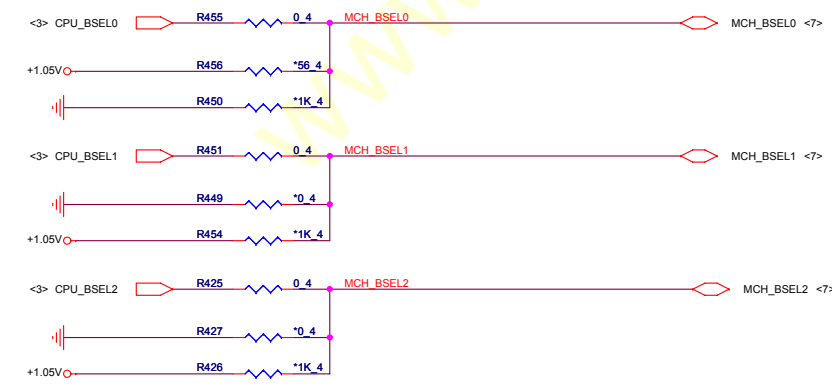 <3> CPU_BSEL0 R455 0_4 MCH_BSEL0 MCH_BSEL0 <7>
+1.05V R456 *56_4
R450 *1K_4
<3> CPU_BSEL1 R451 0_4 MCH_BSEL1 MCH_BSEL1 <7>
R449 *0_4
+1.05V R454 *1K_4
<3> CPU_BSEL2 R425 0_4 MCH_BSEL2 MCH_BSEL2 <7>
R427 *0_4
+1.05V R426 *1K_4